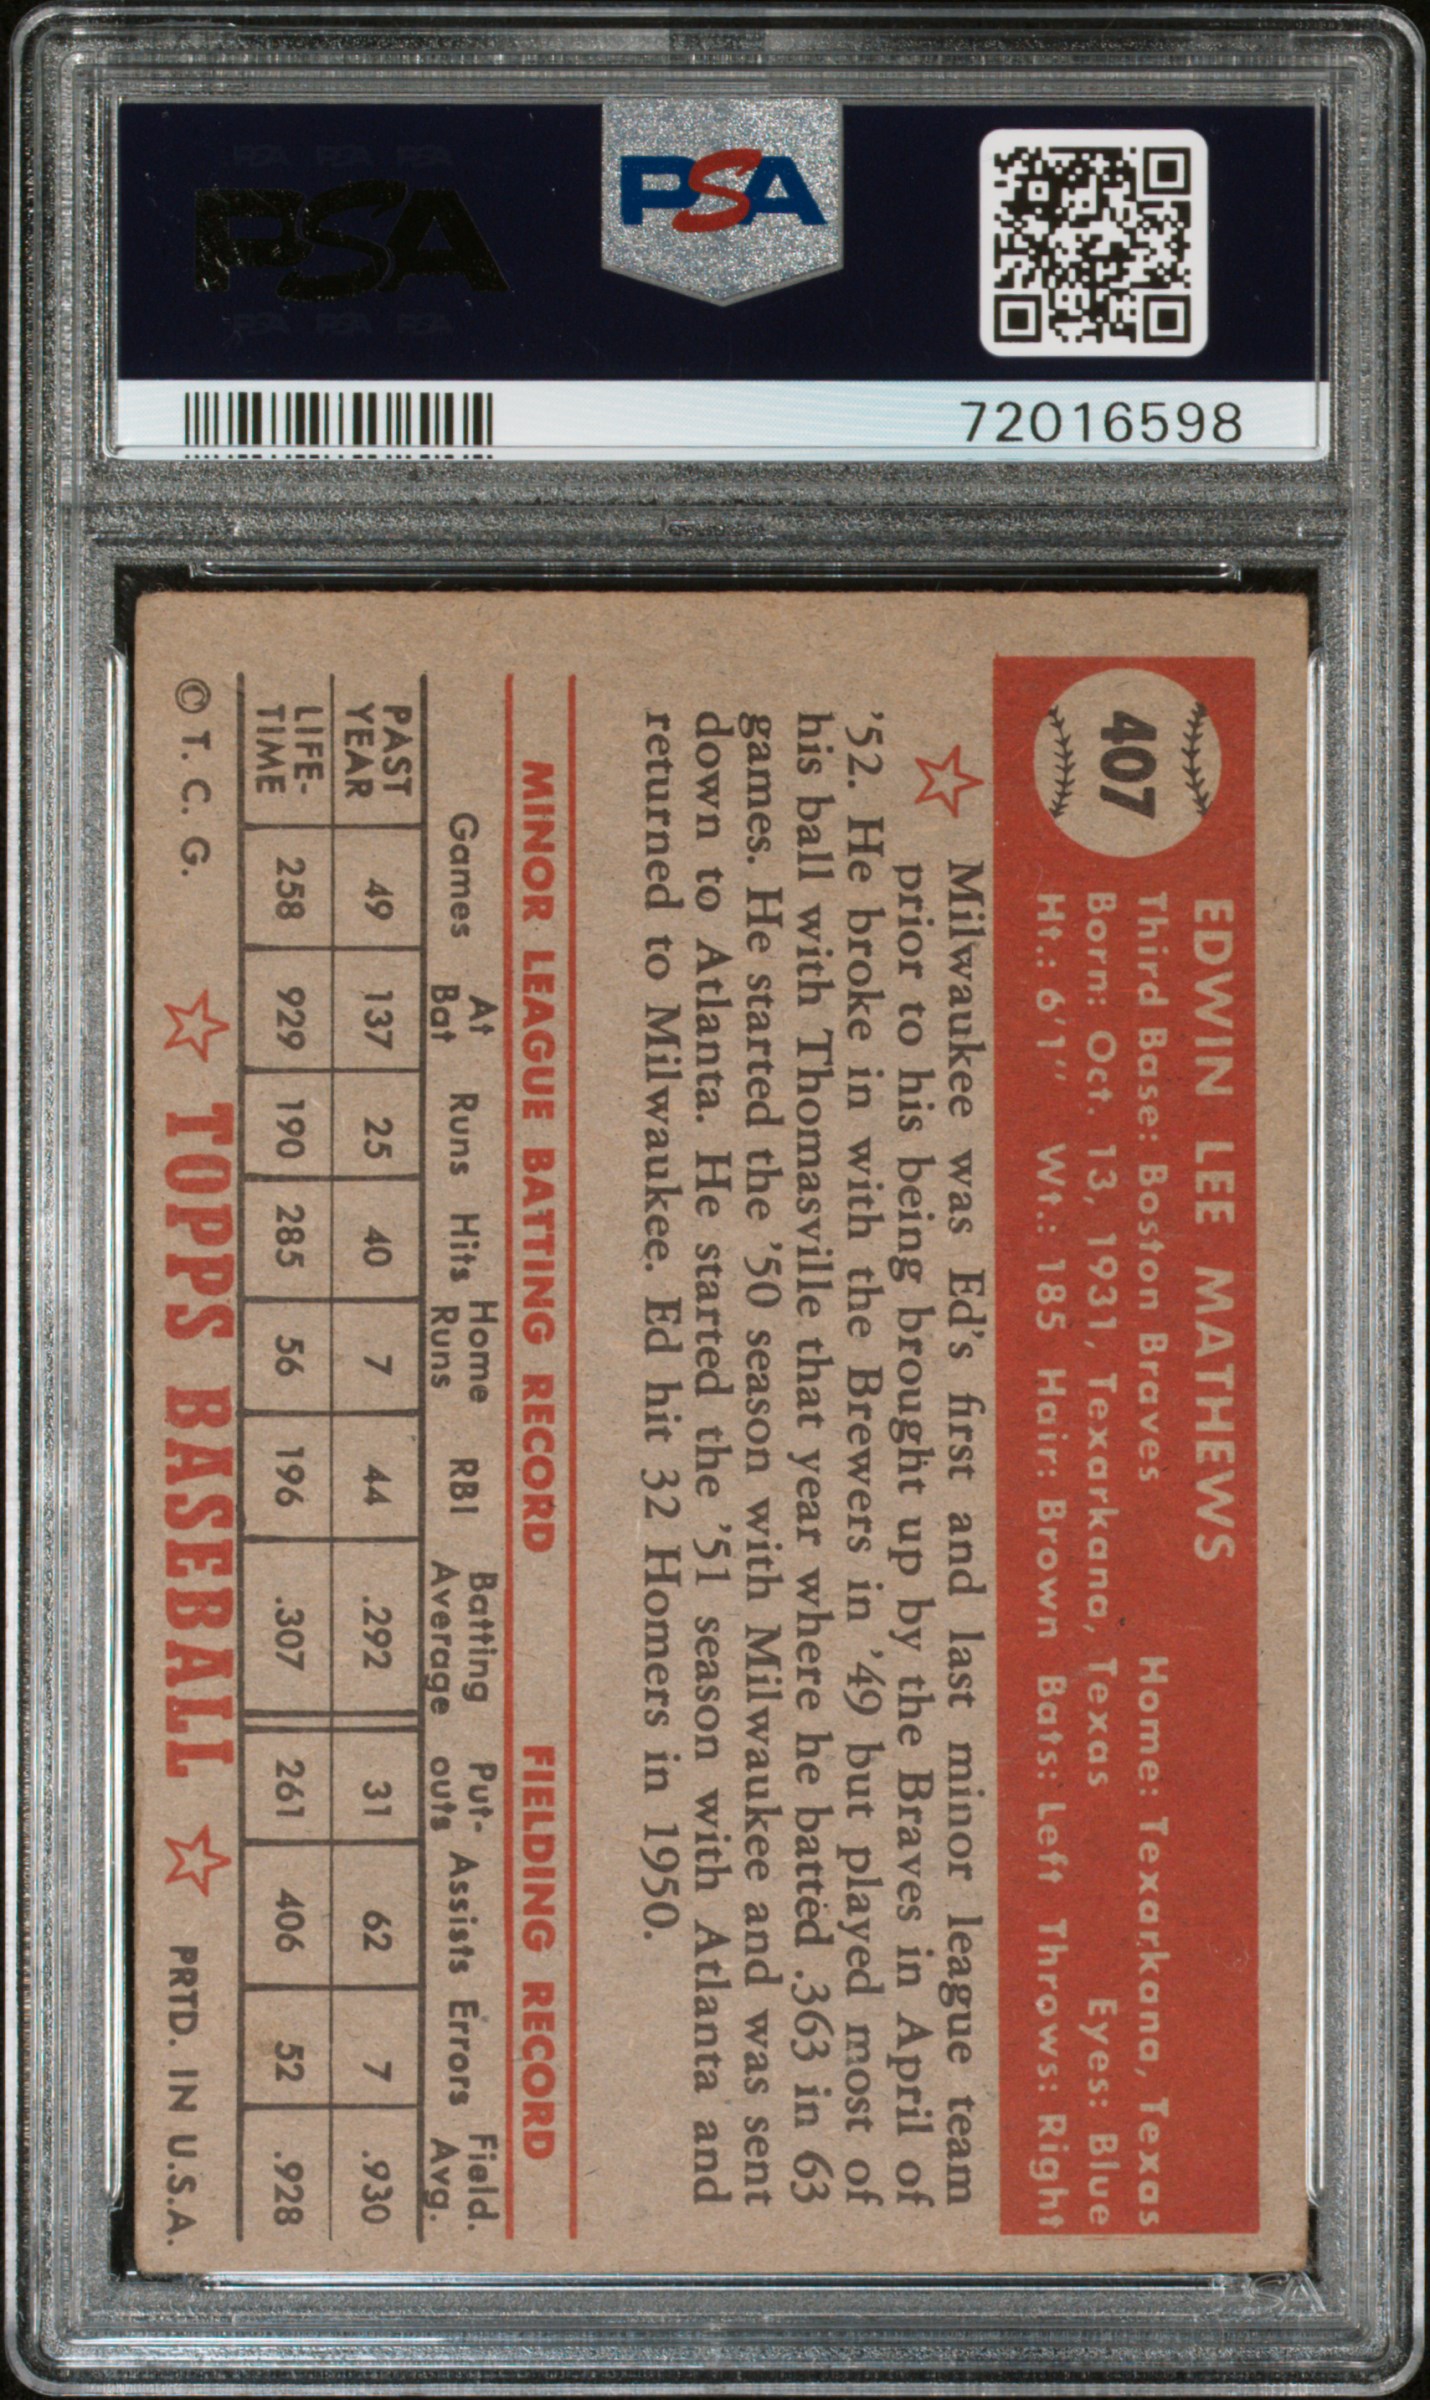 PSA PSA PSA
PSA
PSA PSA PSA
PSA
72016598
407
EDWIN LEE MATHEWS
Third Base: Boston Braves Home: Texarkana, Texas
Born: Oct. 13, 1931, Texarkana, Texas Eyes: Blue
Ht.: 6'1" Wt.: 185 Hair: Brown Bats: Left Throws: Right
Milwaukee was Ed's first and last minor league team
prior to his being brought up by the Braves in April of
'52. He broke in with the Brewers in '49 but played most of
his ball with Thomasville that year where he batted .363 in 63
games. He started the '50 season with Milwaukee and was sent
down to Atlanta. He started the '51 season with Atlanta and
returned to Milwaukee. Ed hit 32 Homers in 1950.
MINOR LEAGUE BATTING RECORD FIELDING RECORD
Games At Bat Runs Hits Home Runs RBI Batting Average Put-outs Assists Errors Field. Avg.
PAST YEAR 49 137 25 40 7 44 .292 31 62 7 .930
LIFE-TIME 258 929 190 285 56 196 .307 261 406 52 .928
© T. C. G. TOPPS BASEBALL PRTD. IN U.S.A.
PSA